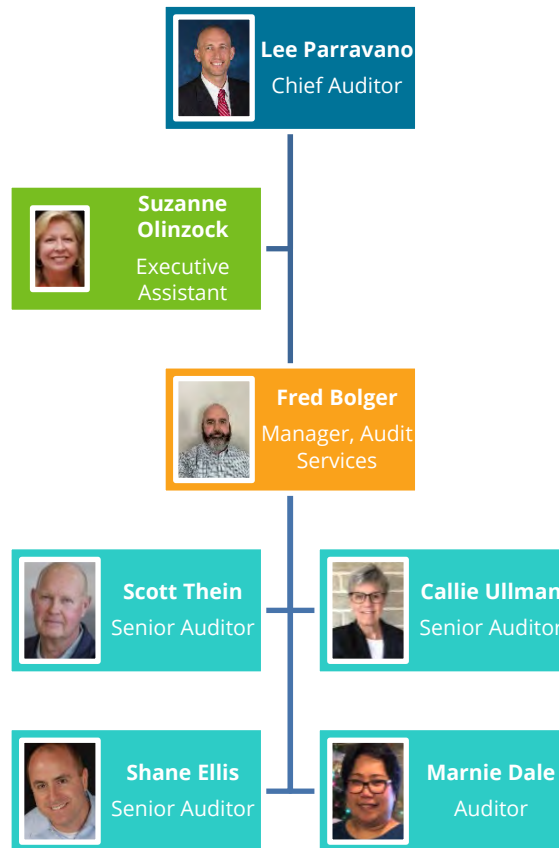 Lee Parravano
Chief Auditor
Suzanne
Olinzock
Executive
Assistant
Fred Bolger
Manager, Audit
Services
Scott Thein
Senior Auditor
Callie Ullman
Senior Auditor
Shane Ellis
Senior Auditor
Marnie Dale
Auditor